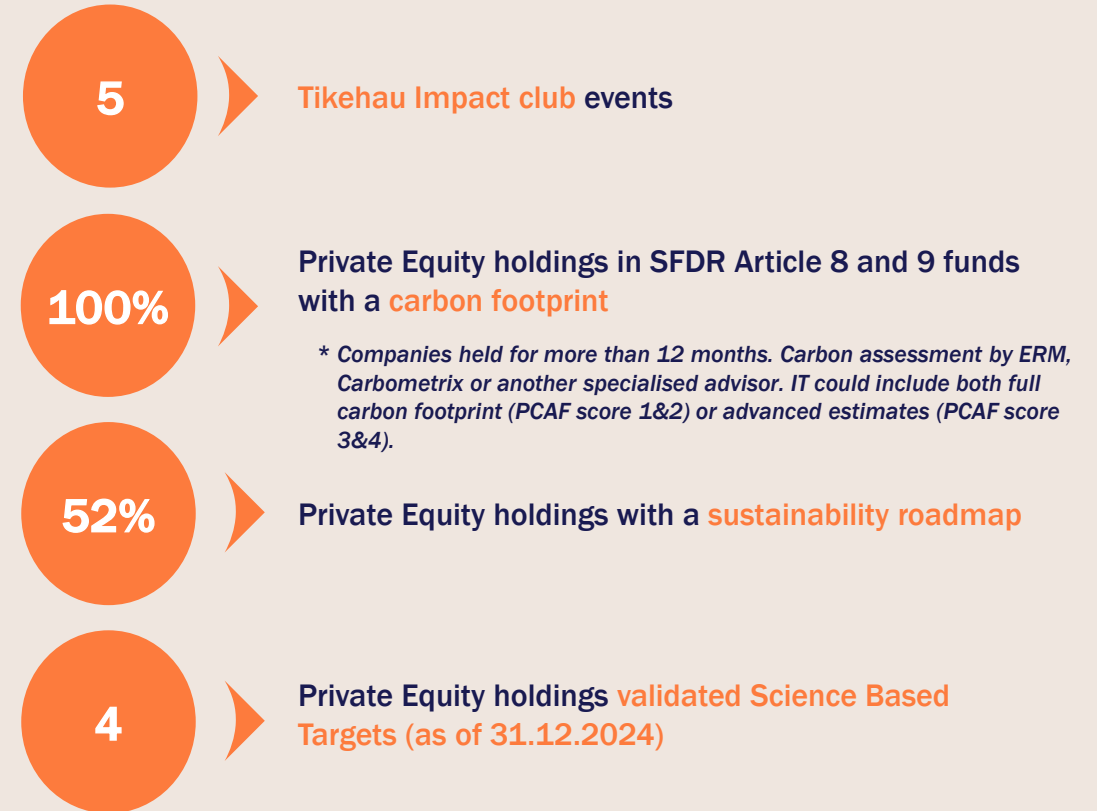 5
Tikehau Impact club events
100%
Private Equity holdings in SFDR Article 8 and 9 funds
with a carbon footprint
* Companies held for more than 12 months. Carbon assessment by ERM,
Carbometrix or another specialised advisor. IT could include both full
carbon footprint (PCAF score 1&2) or advanced estimates (PCAF score
3&4).
52%
Private Equity holdings with a sustainability roadmap
4
Private Equity holdings validated Science Based
Targets (as of 31.12.2024)